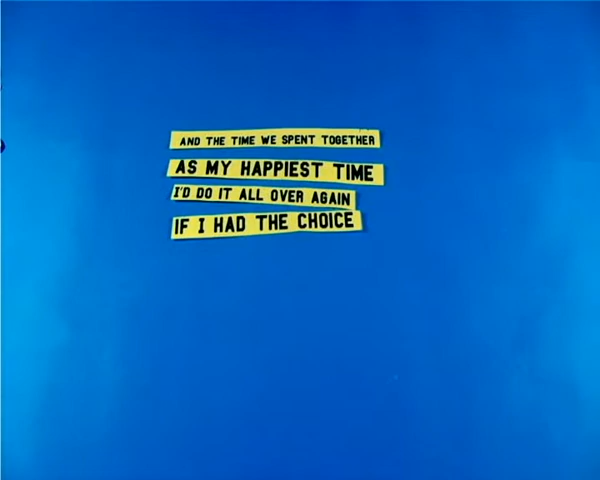 AND THE TIME WE SPENT TOGETHER
AS MY HAPPIEST TIME
I'D DO IT ALL OVER AGAIN
IF I HAD THE CHOICE